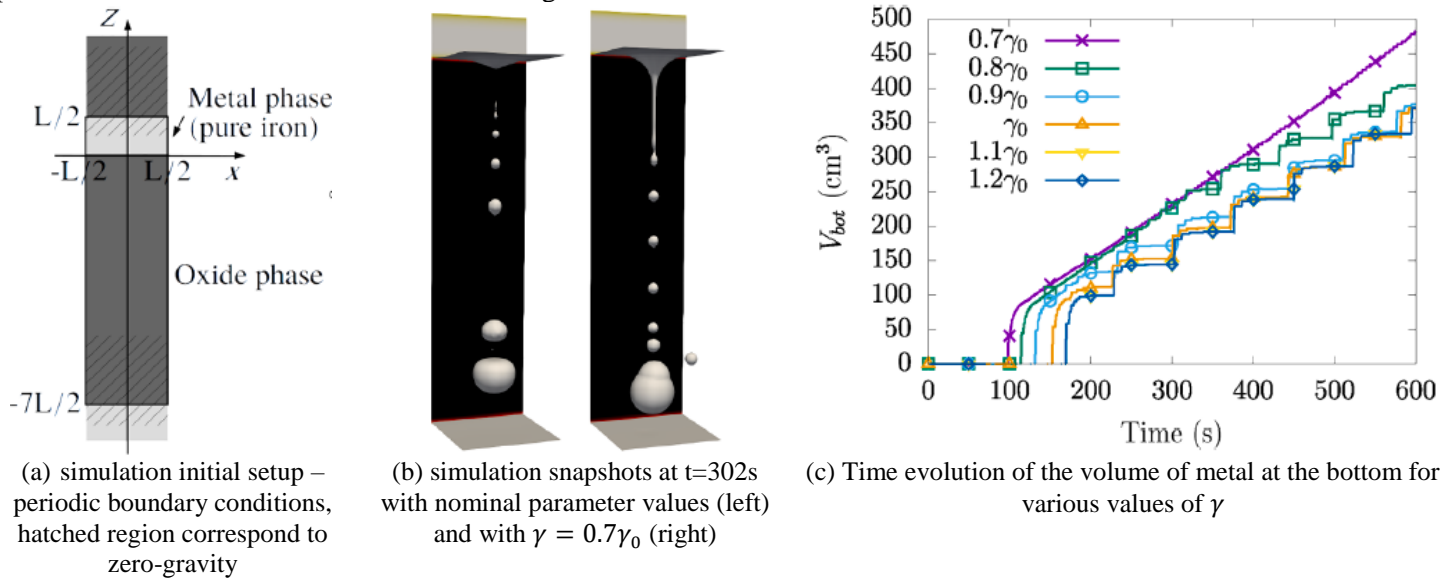 Z
L/2
Metal phase
(pure iron)
-L/2
L/2
x
Oxide phase
-7L/2
(a) simulation initial setup –
periodic boundary conditions,
hatched region correspond to
zero-gravity
(b) simulation snapshots at t=302s
with nominal parameter values (left)
and with γ = 0.7γ₀ (right)
500
450
400
350
300
250
200
150
100
50
0
V_bot (cm³)
0.7γ₀
0.8γ₀
0.9γ₀
γ₀
1.1γ₀
1.2γ₀
0 100 200 300 400 500 600
Time (s)
(c) Time evolution of the volume of metal at the bottom for
various values of γ